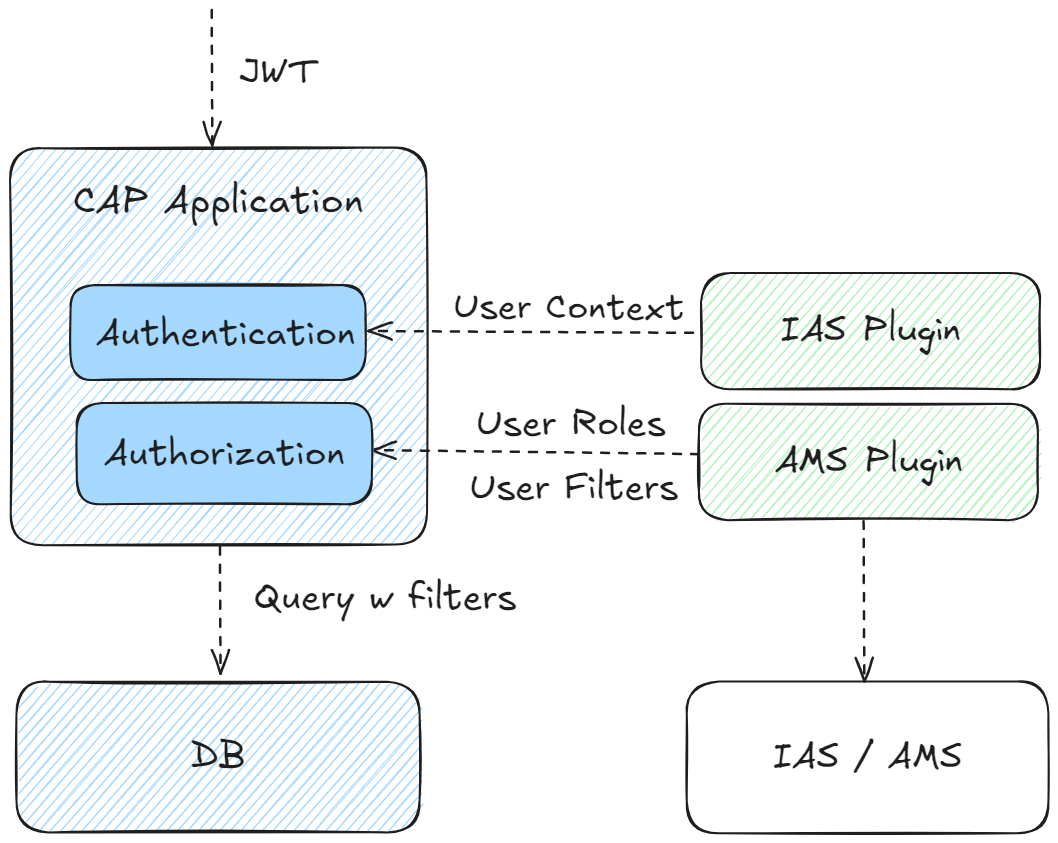 JWT
CAP Application
User Context
Authentication
IAS Plugin
User Roles
Authorization
AMS Plugin
User Filters
Query w filters
DB
IAS / AMS